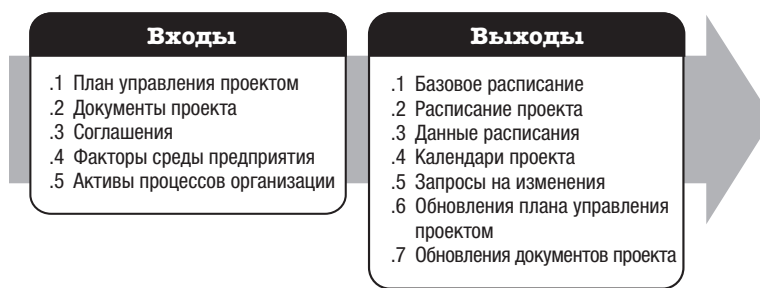 Входы
.1 План управления проектом
.2 Документы проекта
.3 Соглашения
.4 Факторы среды предприятия
.5 Активы процессов организации
Выходы
.1 Базовое расписание
.2 Расписание проекта
.3 Данные расписания
.4 Календари проекта
.5 Запросы на изменения
.6 Обновления плана управления
проектом
.7 Обновления документов проекта